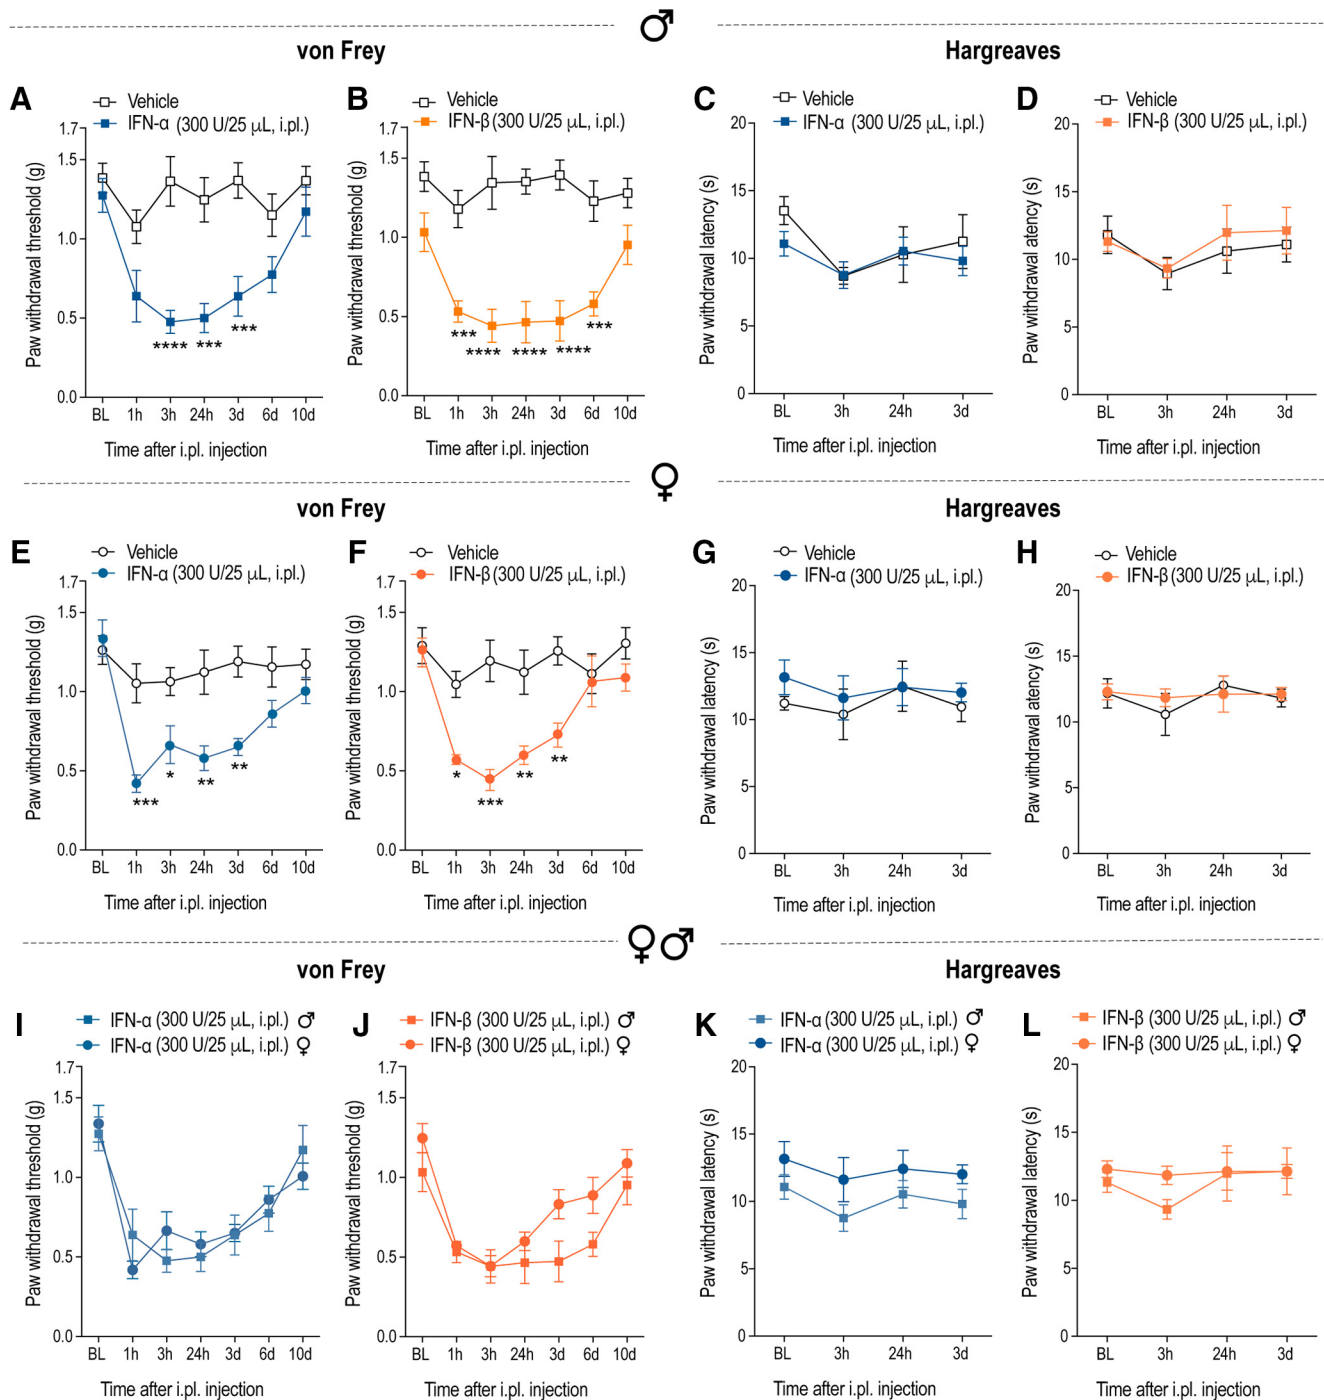 ♂
von Frey
Hargreaves
A
Vehicle
IFN-α (300 U/25 µL, i.pl.)
Paw withdrawal threshold (g)
1.7
1.5
1.0
0.5
0.0
**** *** ***
BL 1h 3h 24h 3d 6d 10d
Time after i.pl. injection
B
Vehicle
IFN-β (300 U/25 µL, i.pl.)
Paw withdrawal threshold (g)
1.7
1.5
1.0
0.5
0.0
*** **** **** **** ***
BL 1h 3h 24h 3d 6d 10d
Time after i.pl. injection
C
Vehicle
IFN-α (300 U/25 µL, i.pl.)
Paw withdrawal latency (s)
20
15
10
5
0
BL 3h 24h 3d
Time after i.pl. injection
D
Vehicle
IFN-β (300 U/25 µL, i.pl.)
Paw withdrawal atency (s)
20
15
10
5
0
BL 3h 24h 3d
Time after i.pl. injection
♀
von Frey
Hargreaves
E
Vehicle
IFN-α (300 U/25 µL, i.pl.)
Paw withdrawal threshold (g)
1.7
1.5
1.0
0.5
0.0
*** * ** **
BL 1h 3h 24h 3d 6d 10d
Time after i.pl. injection
F
Vehicle
IFN-β (300 U/25 µL, i.pl.)
Paw withdrawal threshold (g)
1.7
1.5
1.0
0.5
0.0
* *** ** **
BL 1h 3h 24h 3d 6d 10d
Time after i.pl. injection
G
Vehicle
IFN-α (300 U/25 µL, i.pl.)
Paw withdrawal latency (s)
20
15
10
5
0
BL 3h 24h 3d
Time after i.pl. injection
H
Vehicle
IFN-β (300 U/25 µL, i.pl.)
Paw withdrawal atency (s)
20
15
10
5
0
BL 3h 24h 3d
Time after i.pl. injection
♀♂
von Frey
Hargreaves
I
IFN-α (300 U/25 µL, i.pl.) ♂
IFN-α (300 U/25 µL, i.pl.) ♀
Paw withdrawal threshold (g)
1.7
1.5
1.0
0.5
0.0
BL 1h 3h 24h 3d 6d 10d
Time after i.pl. injection
J
IFN-β (300 U/25 µL, i.pl.) ♂
IFN-β (300 U/25 µL, i.pl.) ♀
Paw withdrawal threshold (g)
1.7
1.5
1.0
0.5
0.0
BL 1h 3h 24h 3d 6d 10d
Time after i.pl. injection
K
IFN-α (300 U/25 µL, i.pl.) ♂
IFN-α (300 U/25 µL, i.pl.) ♀
Paw withdrawal latency (s)
20
15
10
5
0
BL 3h 24h 3d
Time after i.pl. injection
L
IFN-β (300 U/25 µL, i.pl.) ♂
IFN-β (300 U/25 µL, i.pl.) ♀
Paw withdrawal latency (s)
20
15
10
5
0
BL 3h 24h 3d
Time after i.pl. injection